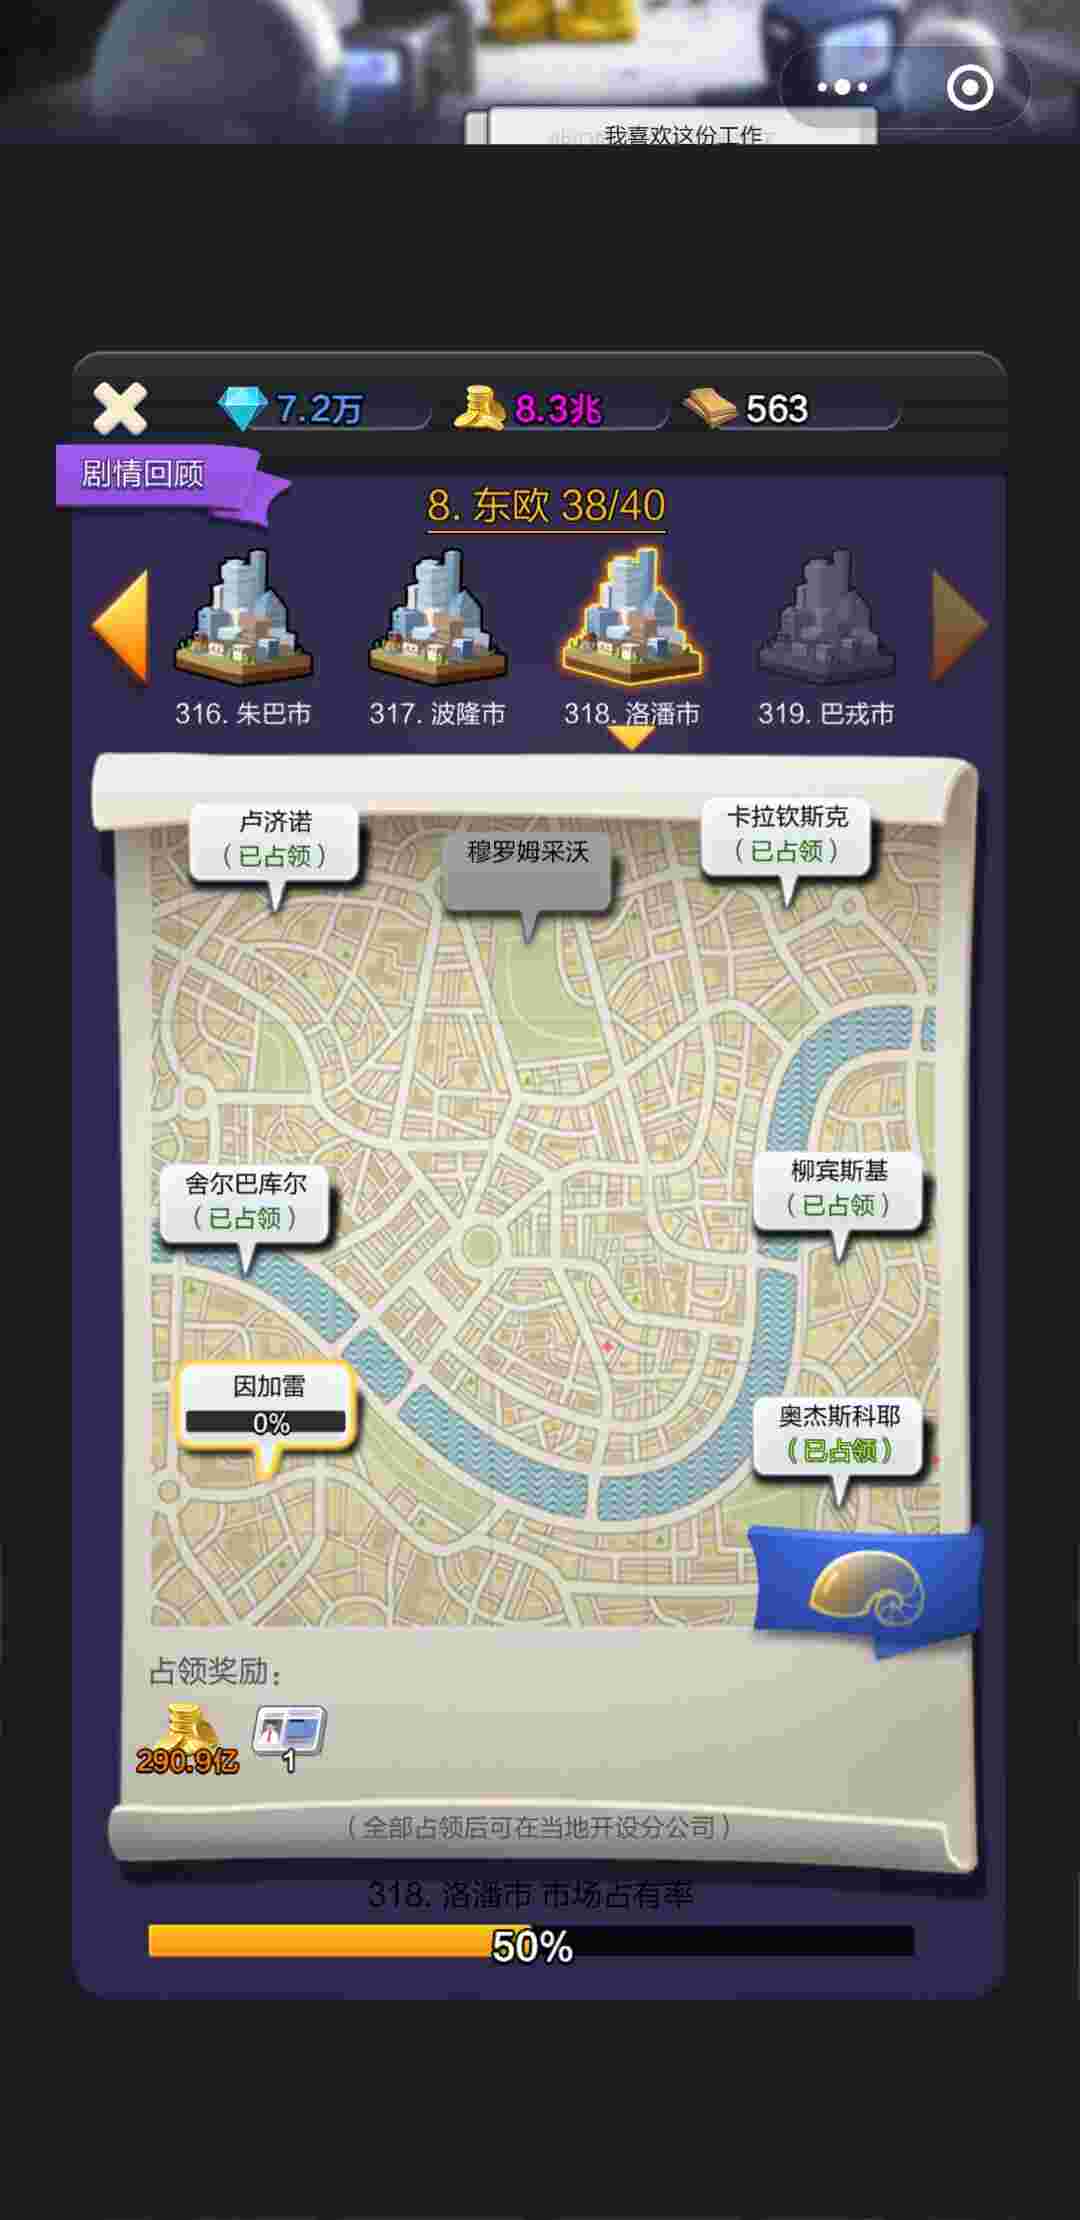 我喜欢这份工作
7.2万
8.3兆
563
剧情回顾
8. 东欧 38/40
316. 朱巴市
317. 波隆市
318. 洛潘市
319. 巴戎市
卢济诺
（已占领）
穆罗姆采沃
卡拉钦斯克
（已占领）
舍尔巴库尔
（已占领）
柳宾斯基
（已占领）
因加雷
0%
奥杰斯科耶
（已占领）
占领奖励：
290.9亿
1
（全部占领后可在当地开设分公司）
318. 洛潘市 市场占有率
50%